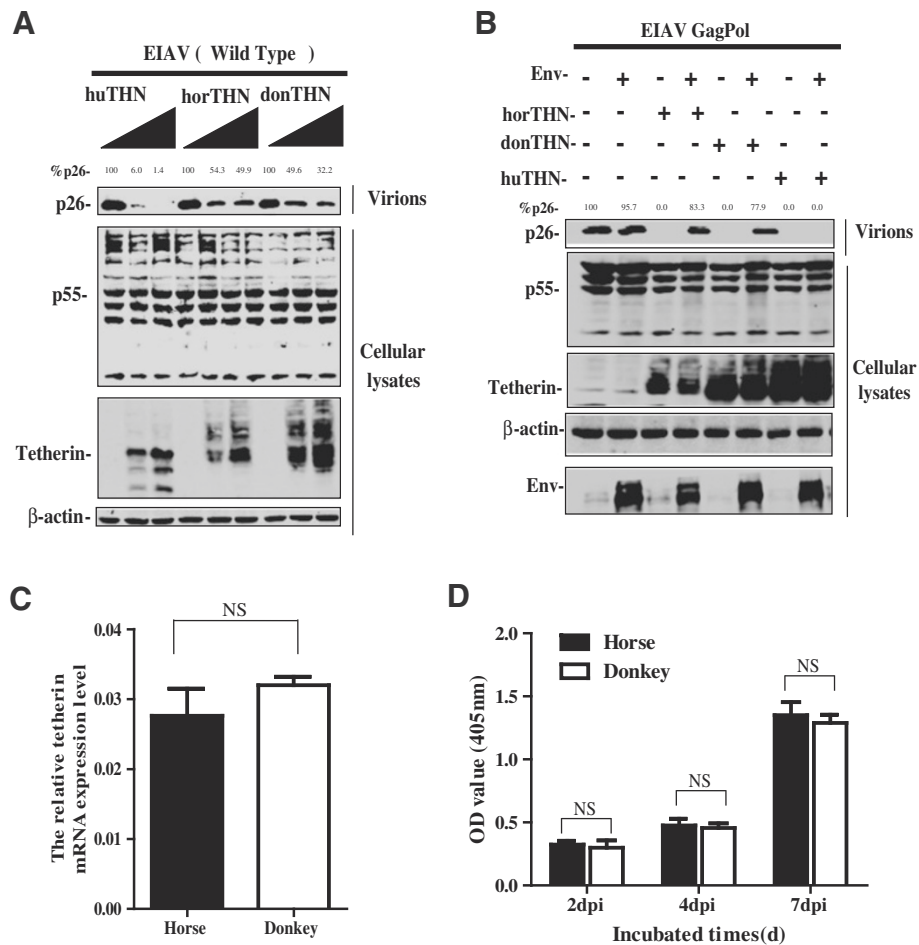 A
EIAV ( Wild Type )
huTHN horTHN donTHN
%p26- 100 6.0 1.4 100 54.3 49.9 100 49.6 32.2
p26- Virions
p55-
Cellular
lysates
Tetherin-
β-actin-
B
EIAV GagPol
Env- - + - + - + - +
horTHN- - - + + - - - -
donTHN- - - - - + + - -
huTHN- - - - - - - + +
%p26- 100 95.7 0.0 83.3 0.0 77.9 0.0 0.0
p26- Virions
p55-
Cellular
lysates
Tetherin-
β-actin-
Env-
C
NS
The relative tetherin
mRNA expression level
0.04
0.03
0.02
0.01
0.00
Horse Donkey
D
Horse
Donkey
OD value (405nm)
2.0
1.5
1.0
0.5
0.0
NS
NS
NS
2dpi 4dpi 7dpi
Incubated times(d)